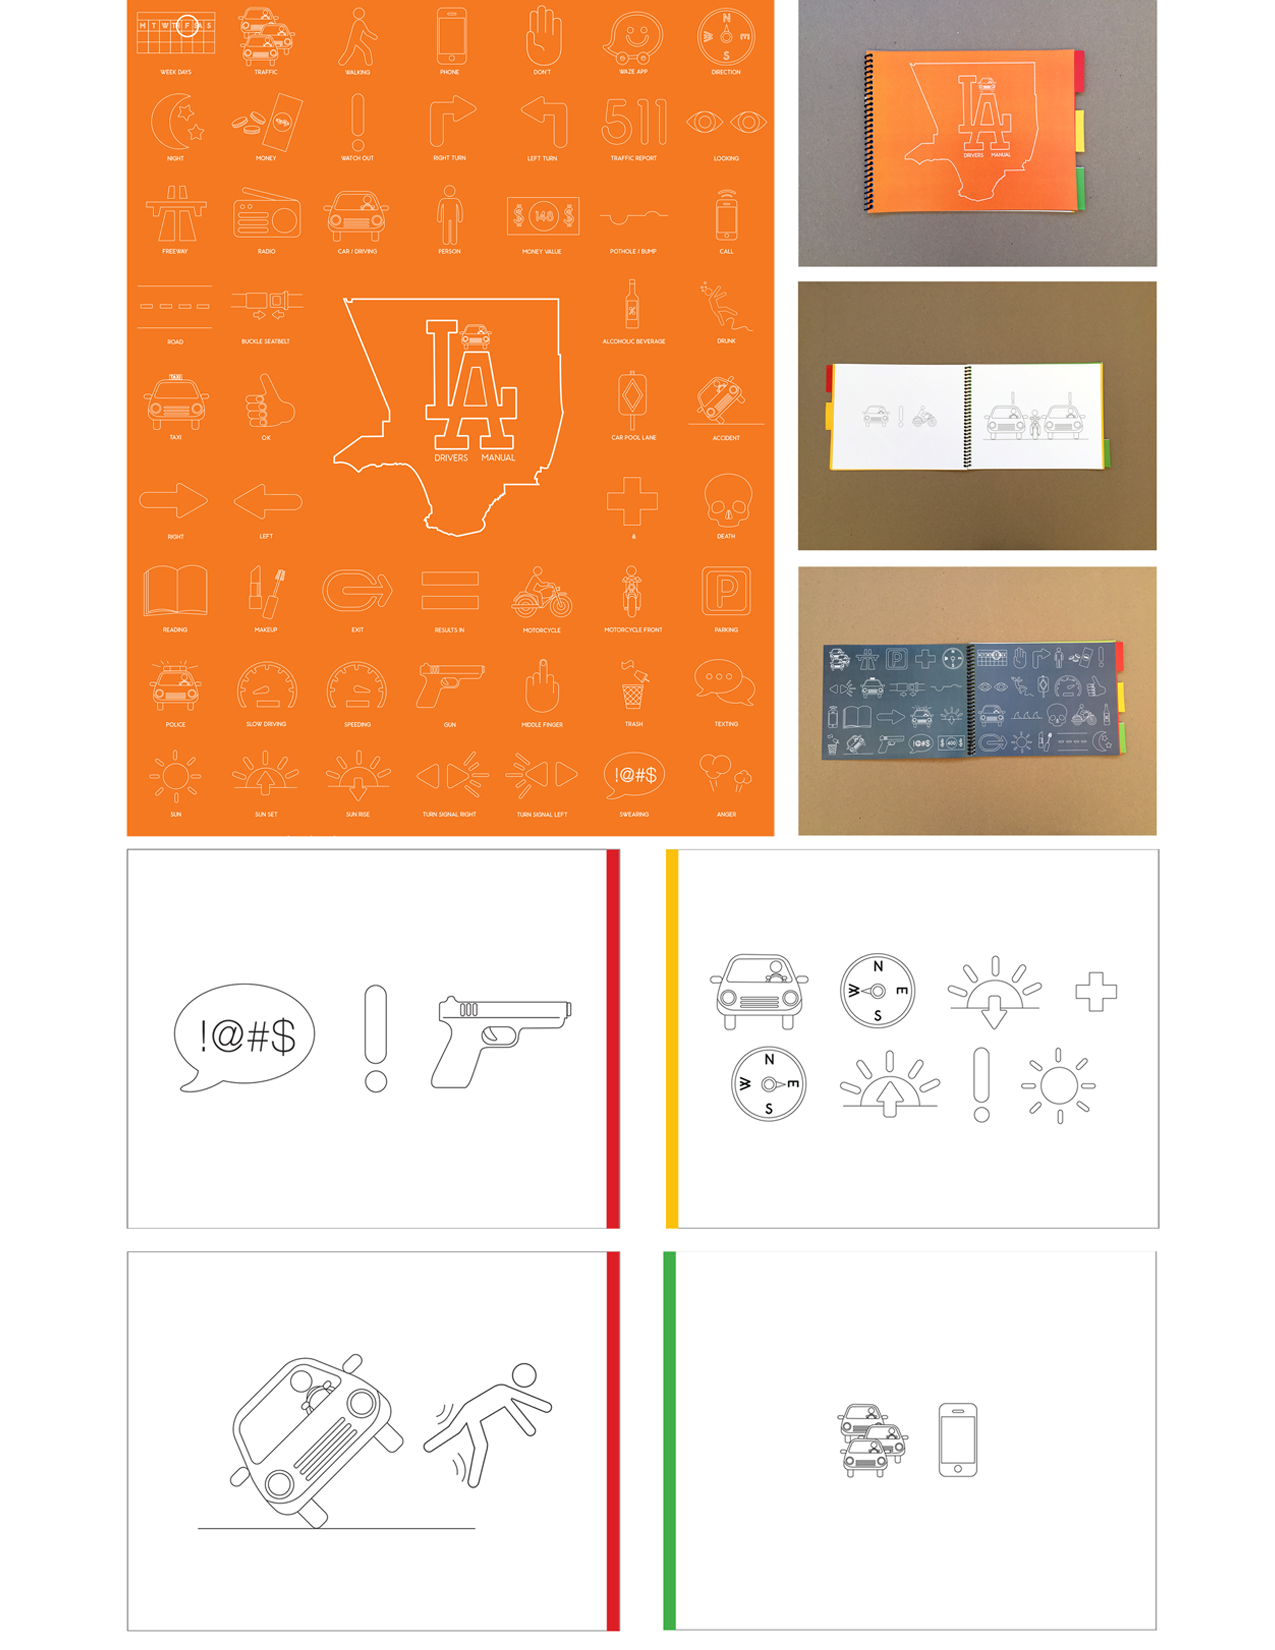 M T W T F S A S
WEEK DAYS TRAFFIC WALKING PHONE DON'T WAZE APP DIRECTION
N
W E
S
511
NIGHT MONEY WATCH OUT RIGHT TURN LEFT TURN TRAFFIC REPORT LOOKING
$ 146 $
FREEWAY RADIO CAR / DRIVING PERSON MONEY VALUE POTHOLE / BUMP CALL
ROAD BUCKLE SEATBELT ALCOHOLIC BEVERAGE DRUNK
TAXI
TAXI OK CAR POOL LANE ACCIDENT
LA
DRIVERS MANUAL
RIGHT LEFT & DEATH
P
READING MAKEUP EXIT RESULTS IN MOTORCYCLE MOTORCYCLE FRONT PARKING
POLICE SLOW DRIVING SPEEDING GUN MIDDLE FINGER TRASH TEXTING
!@#$
SUN SUN SET SUN RISE TURN SIGNAL RIGHT TURN SIGNAL LEFT SWEARING ANGER
LA
DRIVERS MANUAL
P
!@#$
$ 400 $
!@#$
N
W E
S
N
W E
S